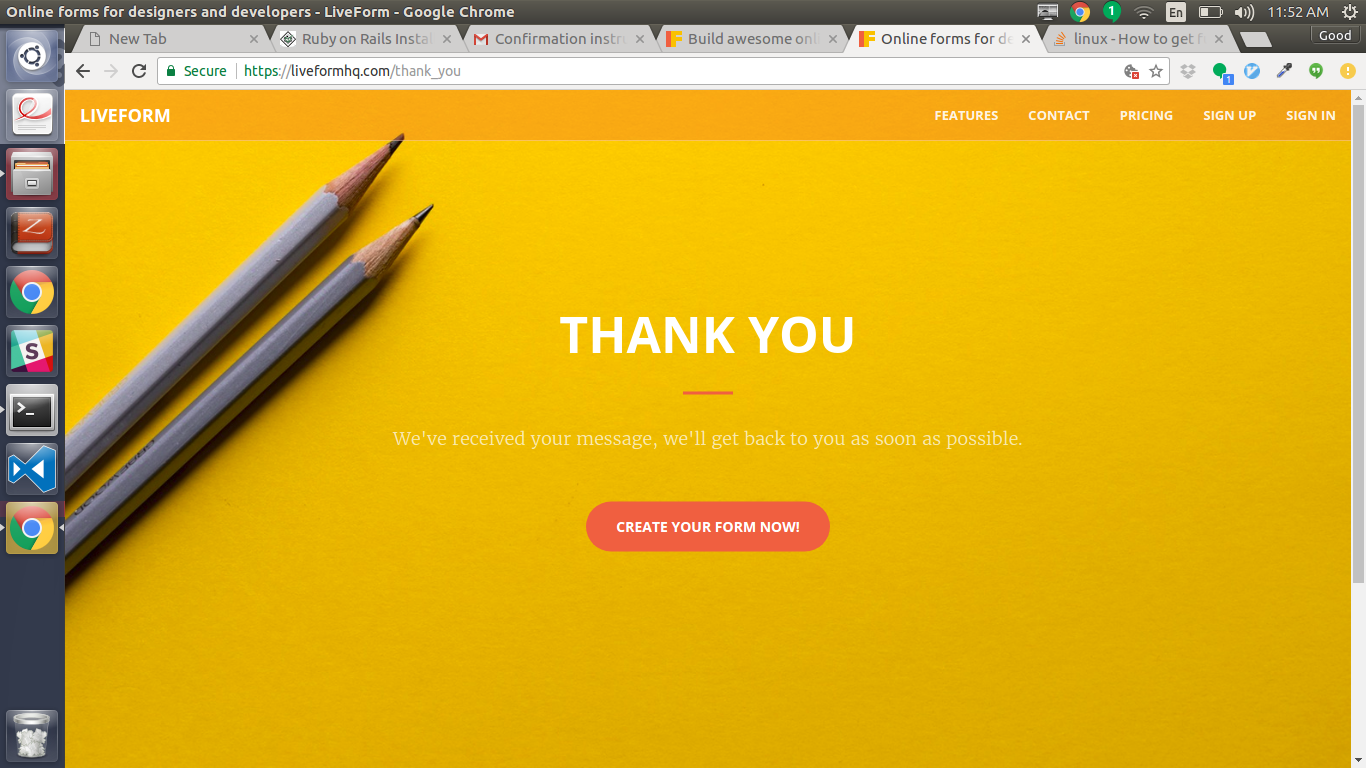 Online forms for designers and developers - LiveForm - Google Chrome
1
En
11:52 AM
New Tab
Ruby on Rails Instal
Confirmation instru
Build awesome onl
Online forms for de
linux - How to get f
Good
Secure
https://liveformhq.com/thank_you
1
LIVEFORM
FEATURES
CONTACT
PRICING
SIGN UP
SIGN IN
THANK YOU
We've received your message, we'll get back to you as soon as possible.
CREATE YOUR FORM NOW!
Z
S
>_